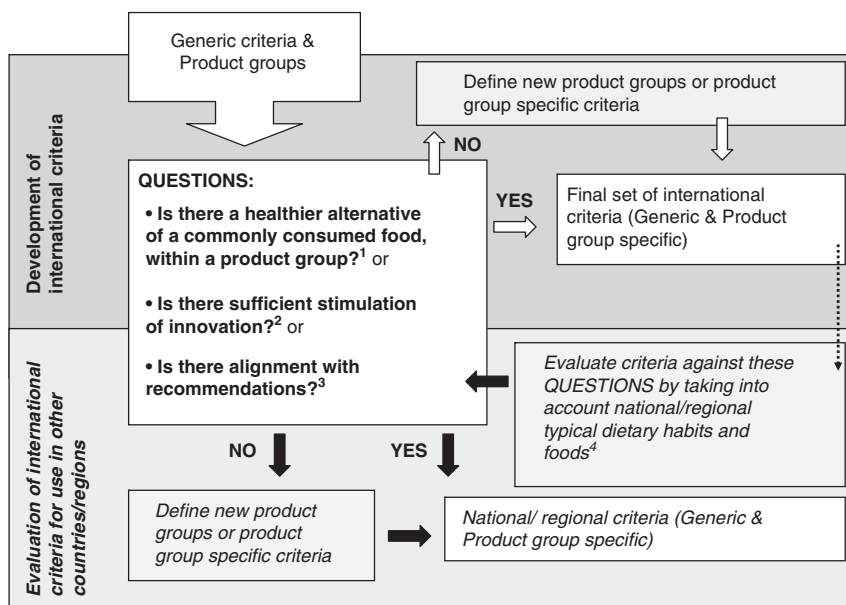 Generic criteria &
Product groups
Define new product groups or product
group specific criteria
NO
Development of
international criteria
QUESTIONS:
• Is there a healthier alternative
of a commonly consumed food,
within a product group?¹ or
• Is there sufficient stimulation
of innovation?² or
• Is there alignment with
recommendations?³
YES
Final set of international
criteria (Generic & Product
group specific)
Evaluation of international
criteria for use in other
countries/regions
Evaluate criteria against these
QUESTIONS by taking into
account national/regional
typical dietary habits and
foods⁴
NO
YES
Define new product
groups or product
group specific criteria
National/ regional criteria (Generic &
Product group specific)